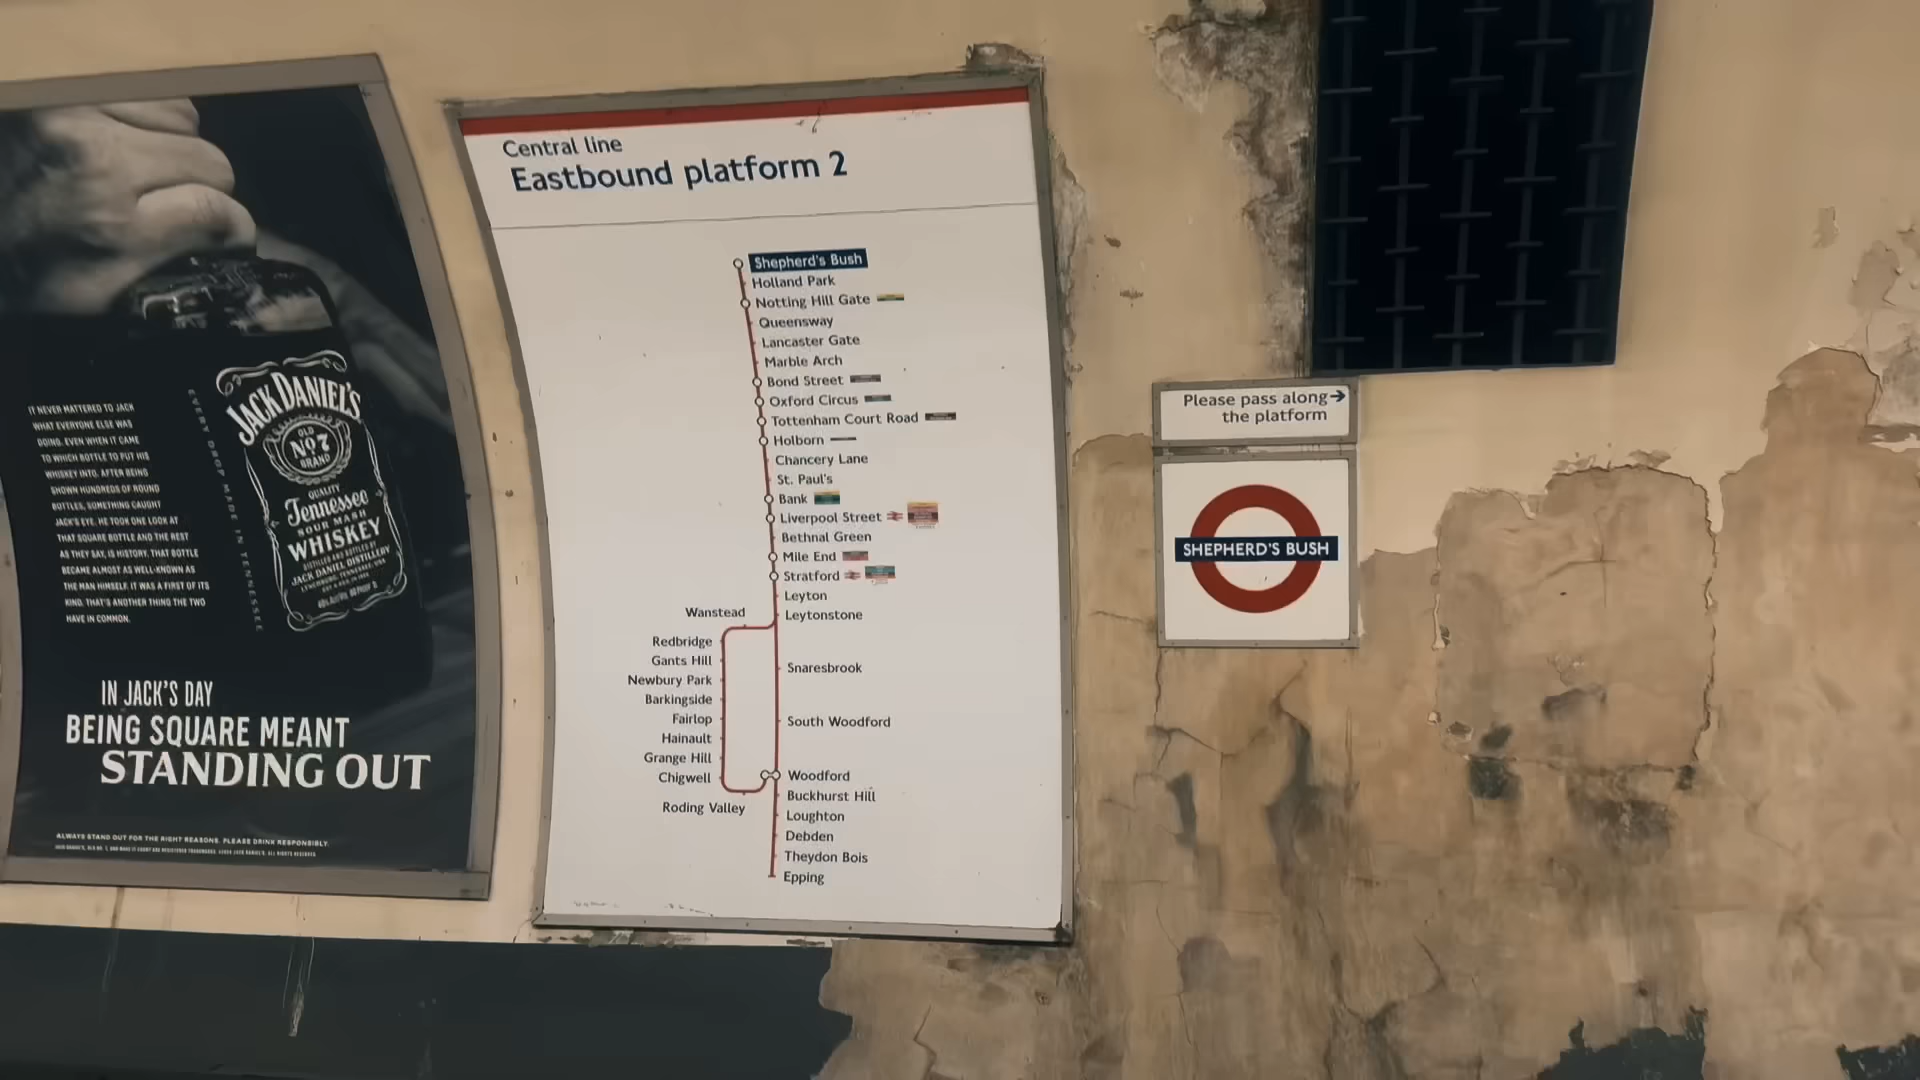 IT NEVER MATTERED TO JACK
WHAT EVERYONE ELSE WAS
DOING. EVEN WHEN IT CAME
TO WHICH BOTTLE TO PUT HIS
WHISKEY INTO. AFTER BEING
SHOWN HUNDREDS OF ROUND
BOTTLES, SOMETHING CAUGHT
JACK'S EYE. HE TOOK ONE LOOK AT
THAT SQUARE BOTTLE AND THE REST
AS THEY SAY, IS HISTORY. THAT BOTTLE
BECAME ALMOST AS WELL-KNOWN AS
THE MAN HIMSELF. IT WAS A FIRST OF ITS
KIND. THAT'S ANOTHER THING THE TWO
HAVE IN COMMON.
EVERY DROP MADE IN TENNESSEE
JACK DANIEL'S
OLD
No. 7
BRAND
QUALITY
Tennessee
SOUR MASH
WHISKEY
DISTILLED AND BOTTLED BY
JACK DANIEL DISTILLERY
LYNCHBURG, TENNESSEE, USA
IN JACK'S DAY
BEING SQUARE MEANT
STANDING OUT
ALWAYS STAND OUT FOR THE RIGHT REASONS. PLEASE DRINK RESPONSIBLY.
Central line
Eastbound platform 2
Shepherd's Bush
Holland Park
Notting Hill Gate
Queensway
Lancaster Gate
Marble Arch
Bond Street
Oxford Circus
Tottenham Court Road
Holborn
Chancery Lane
St. Paul's
Bank
Liverpool Street
Bethnal Green
Mile End
Stratford
Leyton
Leytonstone
Wanstead
Redbridge
Gants Hill
Newbury Park
Barkingside
Fairlop
Hainault
Grange Hill
Chigwell
Roding Valley
Snaresbrook
South Woodford
Woodford
Buckhurst Hill
Loughton
Debden
Theydon Bois
Epping
Please pass along
the platform
SHEPHERD'S BUSH